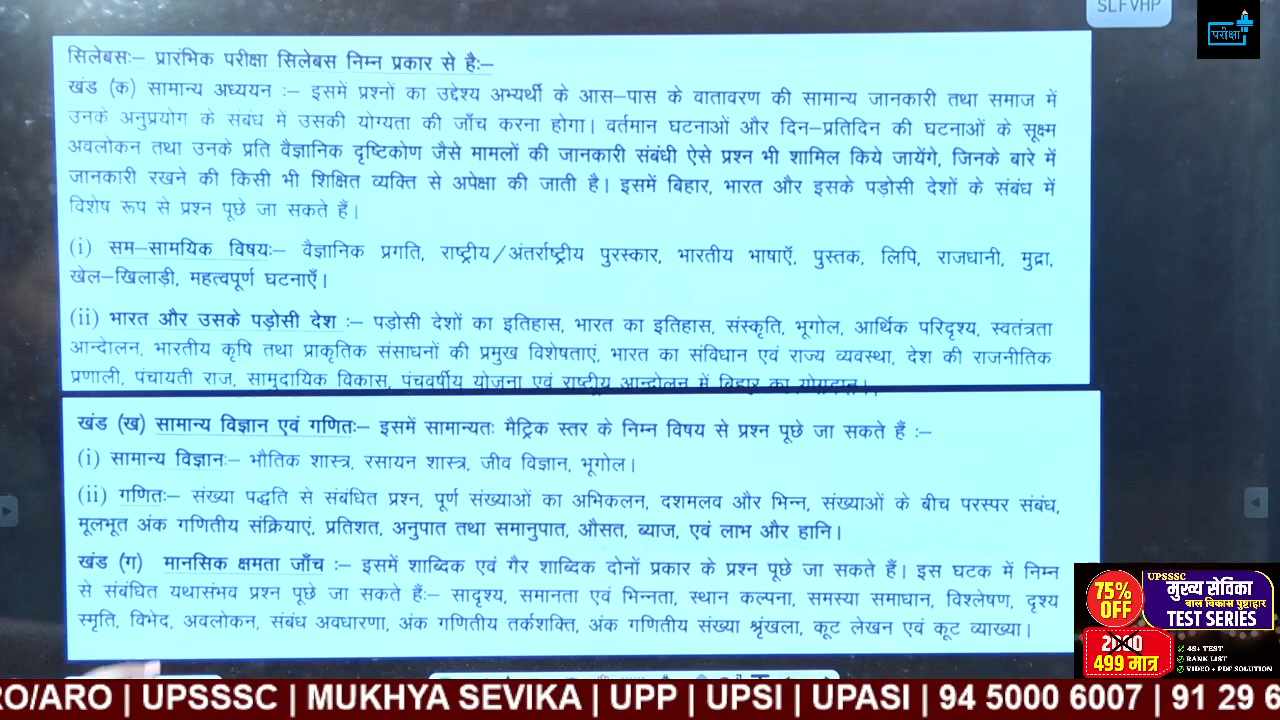 SLFVHP
परीक्षा
सिलेबसः– प्रारंभिक परीक्षा सिलेबस निम्न प्रकार से हैः–
खंड (क) सामान्य अध्ययन :– इसमें प्रश्नों का उद्देश्य अभ्यर्थी के आस–पास के वातावरण की सामान्य जानकारी तथा समाज में
उनके अनुप्रयोग के संबंध में उसकी योग्यता की जाँच करना होगा। वर्तमान घटनाओं और दिन–प्रतिदिन की घटनाओं के सूक्ष्म
अवलोकन तथा उनके प्रति वैज्ञानिक दृष्टिकोण जैसे मामलों की जानकारी संबंधी ऐसे प्रश्न भी शामिल किये जायेंगे, जिनके बारे में
जानकारी रखने की किसी भी शिक्षित व्यक्ति से अपेक्षा की जाती है। इसमें बिहार, भारत और इसके पड़ोसी देशों के संबंध में
विशेष रूप से प्रश्न पूछे जा सकते हैं।
(i) सम–सामयिक विषयः– वैज्ञानिक प्रगति, राष्ट्रीय/अंतर्राष्ट्रीय पुरस्कार, भारतीय भाषाएँ, पुस्तक, लिपि, राजधानी, मुद्रा,
खेल–खिलाड़ी, महत्वपूर्ण घटनाएँ।
(ii) भारत और उसके पड़ोसी देश :– पड़ोसी देशों का इतिहास, भारत का इतिहास, संस्कृति, भूगोल, आर्थिक परिदृश्य, स्वतंत्रता
आन्दोलन, भारतीय कृषि तथा प्राकृतिक संसाधनों की प्रमुख विशेषताएं, भारत का संविधान एवं राज्य व्यवस्था, देश की राजनीतिक
प्रणाली, पंचायती राज, सामुदायिक विकास, पंचवर्षीय योजना एवं राष्ट्रीय आन्दोलन में बिहार का योगदान।
खंड (ख) सामान्य विज्ञान एवं गणितः– इसमें सामान्यतः मैट्रिक स्तर के निम्न विषय से प्रश्न पूछे जा सकते हैं :–
(i) सामान्य विज्ञानः– भौतिक शास्त्र, रसायन शास्त्र, जीव विज्ञान, भूगोल।
(ii) गणितः– संख्या पद्धति से संबंधित प्रश्न, पूर्ण संख्याओं का अभिकलन, दशमलव और भिन्न, संख्याओं के बीच परस्पर संबंध,
मूलभूत अंक गणितीय संक्रियाएं, प्रतिशत, अनुपात तथा समानुपात, औसत, ब्याज, एवं लाभ और हानि।
खंड (ग) मानसिक क्षमता जाँच :– इसमें शाब्दिक एवं गैर शाब्दिक दोनों प्रकार के प्रश्न पूछे जा सकते हैं। इस घटक में निम्न
से संबंधित यथासंभव प्रश्न पूछे जा सकते हैंः– सादृश्य, समानता एवं भिन्नता, स्थान कल्पना, समस्या समाधान, विश्लेषण, दृश्य
स्मृति, विभेद, अवलोकन, संबंध अवधारणा, अंक गणितीय तर्कशक्ति, अंक गणितीय संख्या श्रृंखला, कूट लेखन एवं कूट व्याख्या।
75% OFF
UPSSSC
मुख्य सेविका
बाल विकास पुष्टाहार
TEST SERIES
2000
499 मात्र
45+ TEST
RANK LIST
VIDEO + PDF SOLUTION
RO/ARO | UPSSSC | MUKHYA SEVIKA | UPP | UPSI | UPASI | 94 5000 6007 | 91 29 6